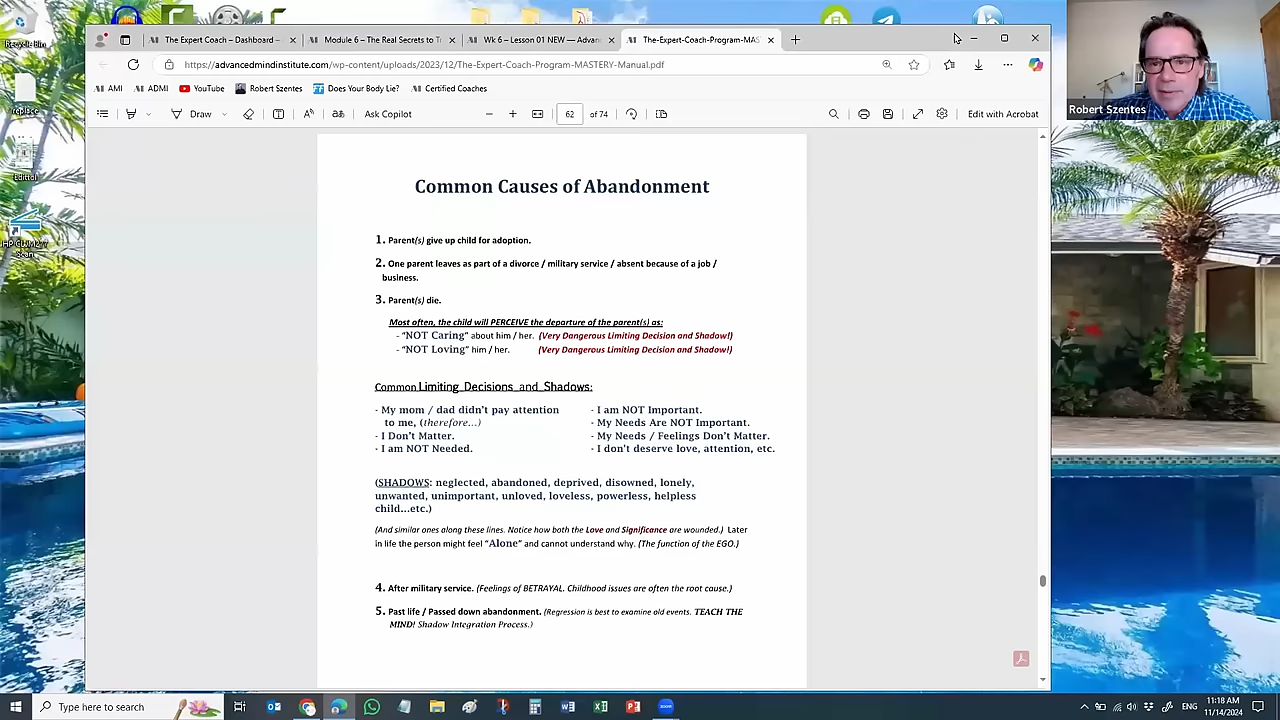 Recycle Bin
The Expert Coach – Dashboard –
Module 6 – The Real Secrets to T
Wk 6 – Lesson 01 NEW — Advan
The-Expert-Coach-Program-MAS
https://advancedmindinstitute.com/wp-content/uploads/2023/12/The-Expert-Coach-Program-MASTERY-Manual.pdf
AMI
ADMI
YouTube
Robert Szentes
Does Your Body Lie?
Certified Coaches
Robert Szentes
Draw
Ask Copilot
62
of 74
Edit with Acrobat
Common Causes of Abandonment
1. Parent(s) give up child for adoption.
2. One parent leaves as part of a divorce / military service / absent because of a job /
business.
3. Parent(s) die.
Most often, the child will PERCEIVE the departure of the parent(s) as:
- “NOT Caring” about him / her. (Very Dangerous Limiting Decision and Shadow!)
- “NOT Loving” him / her. (Very Dangerous Limiting Decision and Shadow!)
Common Limiting Decisions and Shadows:
- My mom / dad didn’t pay attention
to me, (therefore…)
- I Don’t Matter.
- I am NOT Needed.
- I am NOT Important.
- My Needs Are NOT Important.
- My Needs / Feelings Don’t Matter.
- I don’t deserve love, attention, etc.
(SHADOWS: neglected, abandoned, deprived, disowned, lonely,
unwanted, unimportant, unloved, loveless, powerless, helpless
child…etc.)
(And similar ones along these lines. Notice how both the Love and Significance are wounded.) Later
in life the person might feel “Alone” and cannot understand why. (The function of the EGO.)
4. After military service. (Feelings of BETRAYAL. Childhood issues are often the root cause.)
5. Past life / Passed down abandonment. (Regression is best to examine old events. TEACH THE
MIND! Shadow Integration Process.)
Type here to search
ENG
11:18 AM
11/14/2024